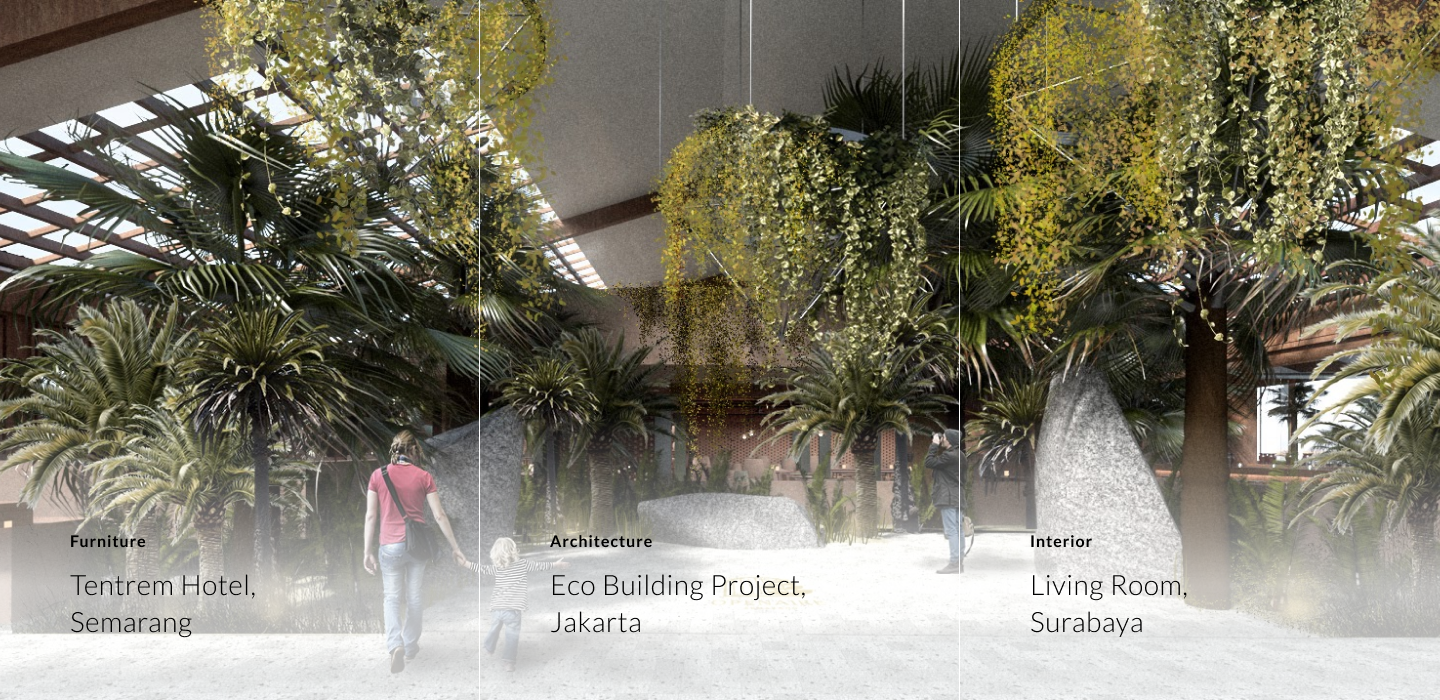 Furniture
Tentrem Hotel,
Semarang
Architecture
Eco Building Project,
Jakarta
Interior
Living Room,
Surabaya